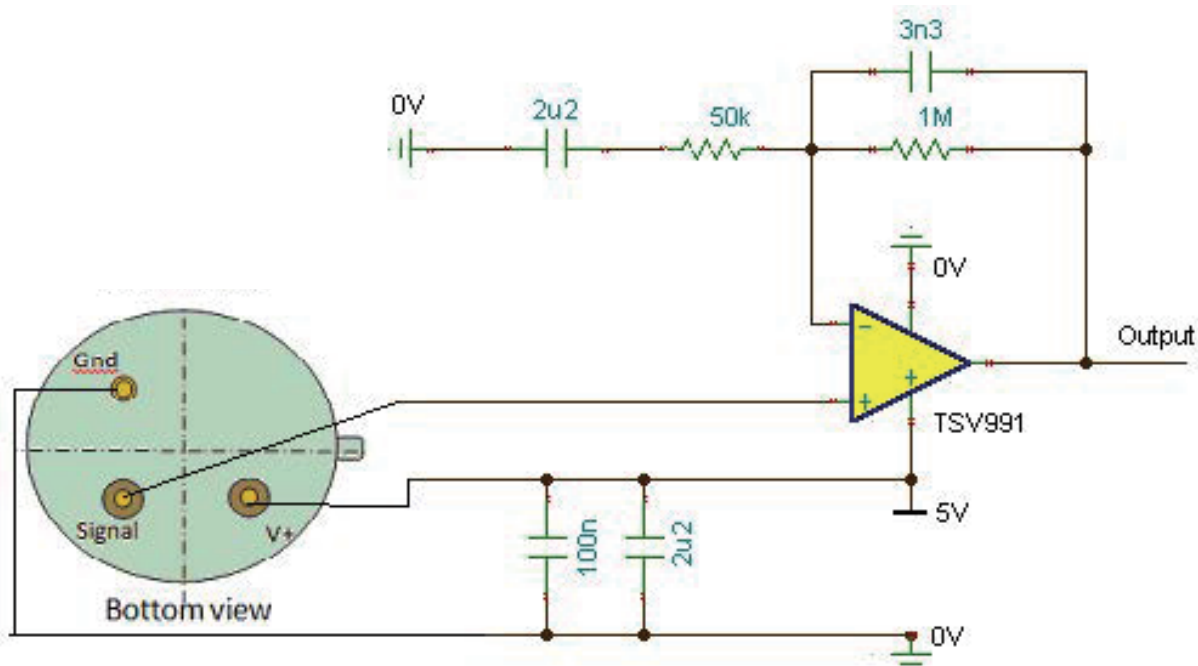 3n3
0V
2u2
50k
1M
0V
Output
Gnd
TSV991
Signal
V+
5V
100n
2u2
Bottom view
0V